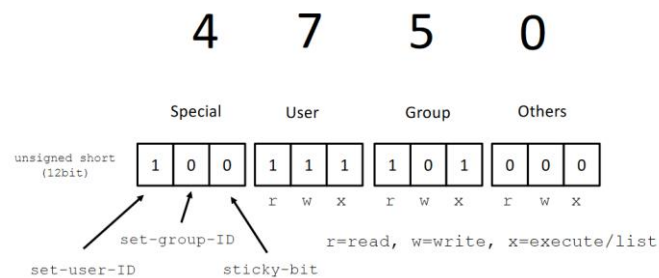 4 7 5 0
Special User Group Others
unsigned short
(12bit)
1 0 0 1 1 1 1 0 1 0 0 0
r w x r w x r w x
set-group-ID r=read, w=write, x=execute/list
set-user-ID sticky-bit